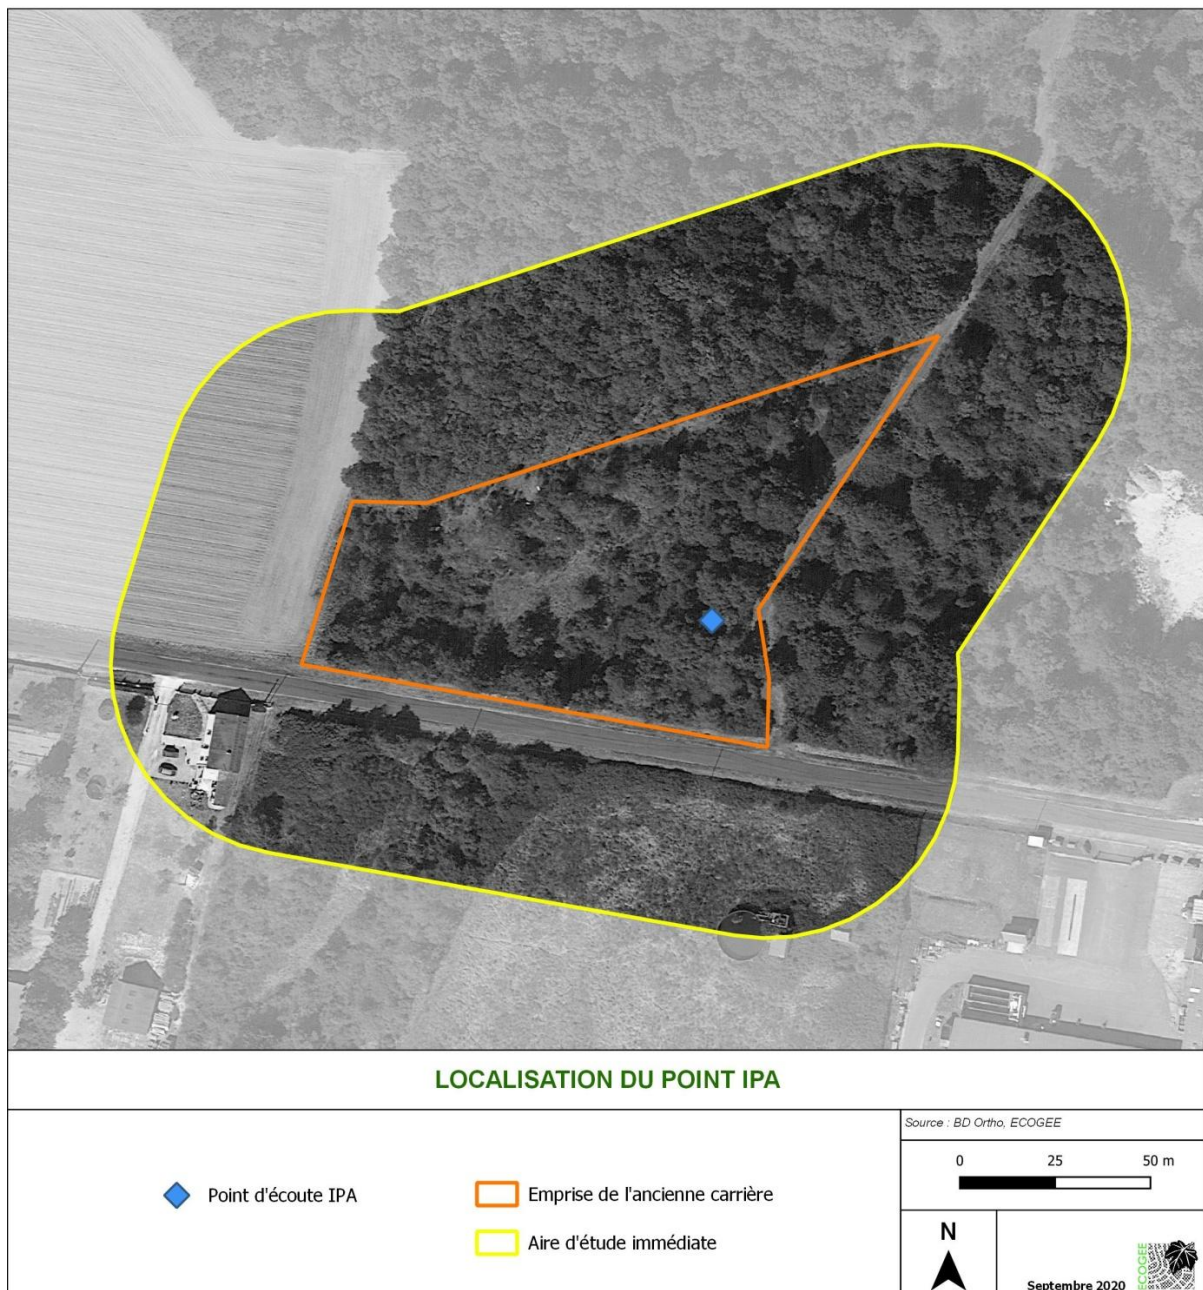 LOCALISATION DU POINT IPA
Point d'écoute IPA
Emprise de l'ancienne carrière
Aire d'étude immédiate
Source : BD Ortho, ECOGEE
0 25 50 m
N
Septembre 2020
ECOGEE